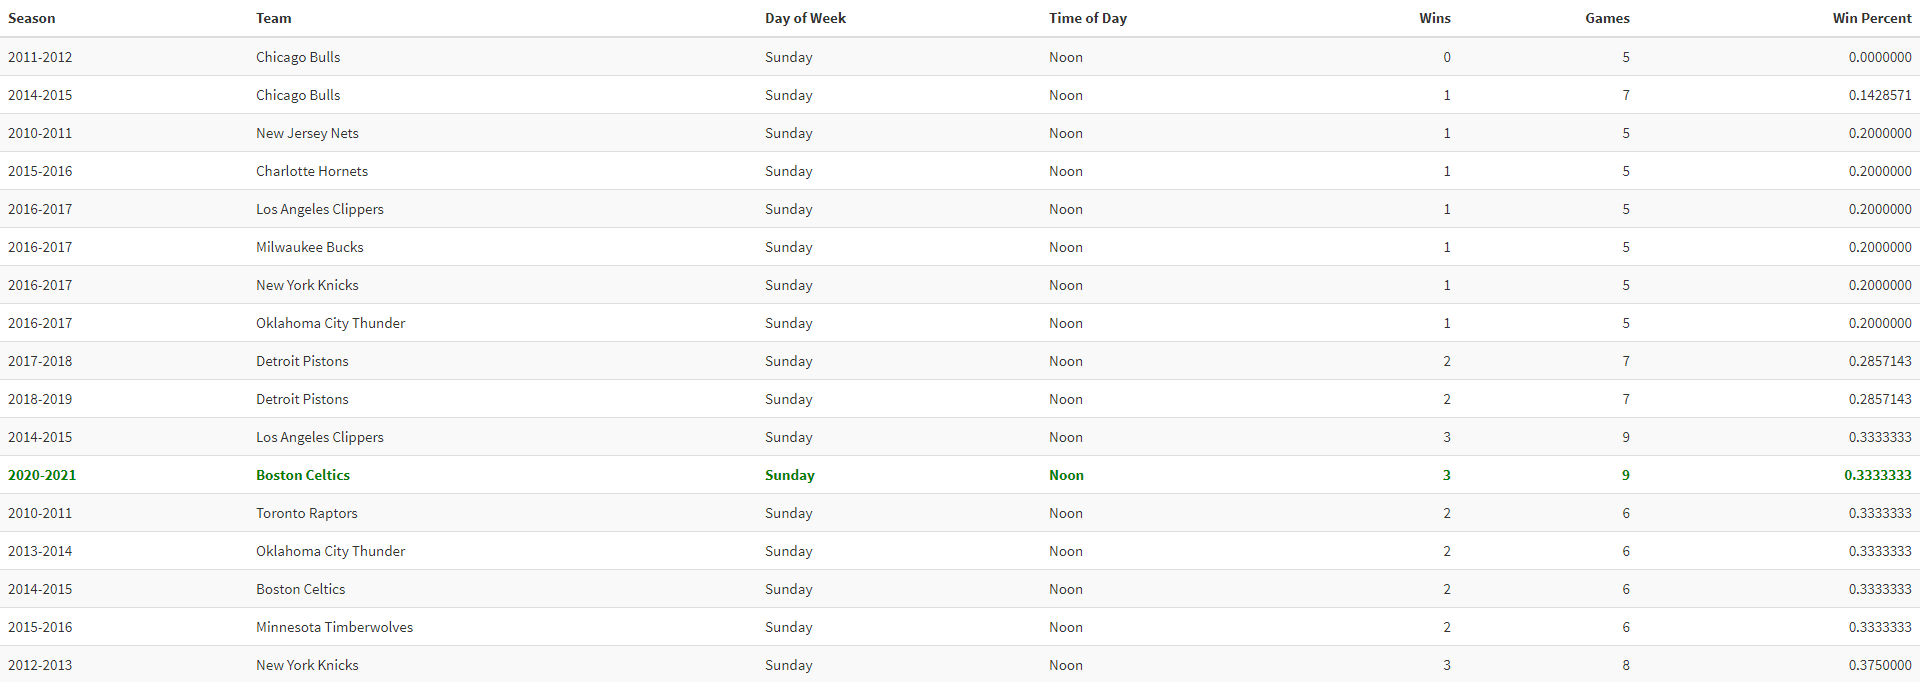 Season Team Day of Week Time of Day Wins Games Win Percent
2011-2012 Chicago Bulls Sunday Noon 0 5 0.0000000
2014-2015 Chicago Bulls Sunday Noon 1 7 0.1428571
2010-2011 New Jersey Nets Sunday Noon 1 5 0.2000000
2015-2016 Charlotte Hornets Sunday Noon 1 5 0.2000000
2016-2017 Los Angeles Clippers Sunday Noon 1 5 0.2000000
2016-2017 Milwaukee Bucks Sunday Noon 1 5 0.2000000
2016-2017 New York Knicks Sunday Noon 1 5 0.2000000
2016-2017 Oklahoma City Thunder Sunday Noon 1 5 0.2000000
2017-2018 Detroit Pistons Sunday Noon 2 7 0.2857143
2018-2019 Detroit Pistons Sunday Noon 2 7 0.2857143
2014-2015 Los Angeles Clippers Sunday Noon 3 9 0.3333333
2020-2021 Boston Celtics Sunday Noon 3 9 0.3333333
2010-2011 Toronto Raptors Sunday Noon 2 6 0.3333333
2013-2014 Oklahoma City Thunder Sunday Noon 2 6 0.3333333
2014-2015 Boston Celtics Sunday Noon 2 6 0.3333333
2015-2016 Minnesota Timberwolves Sunday Noon 2 6 0.3333333
2012-2013 New York Knicks Sunday Noon 3 8 0.3750000